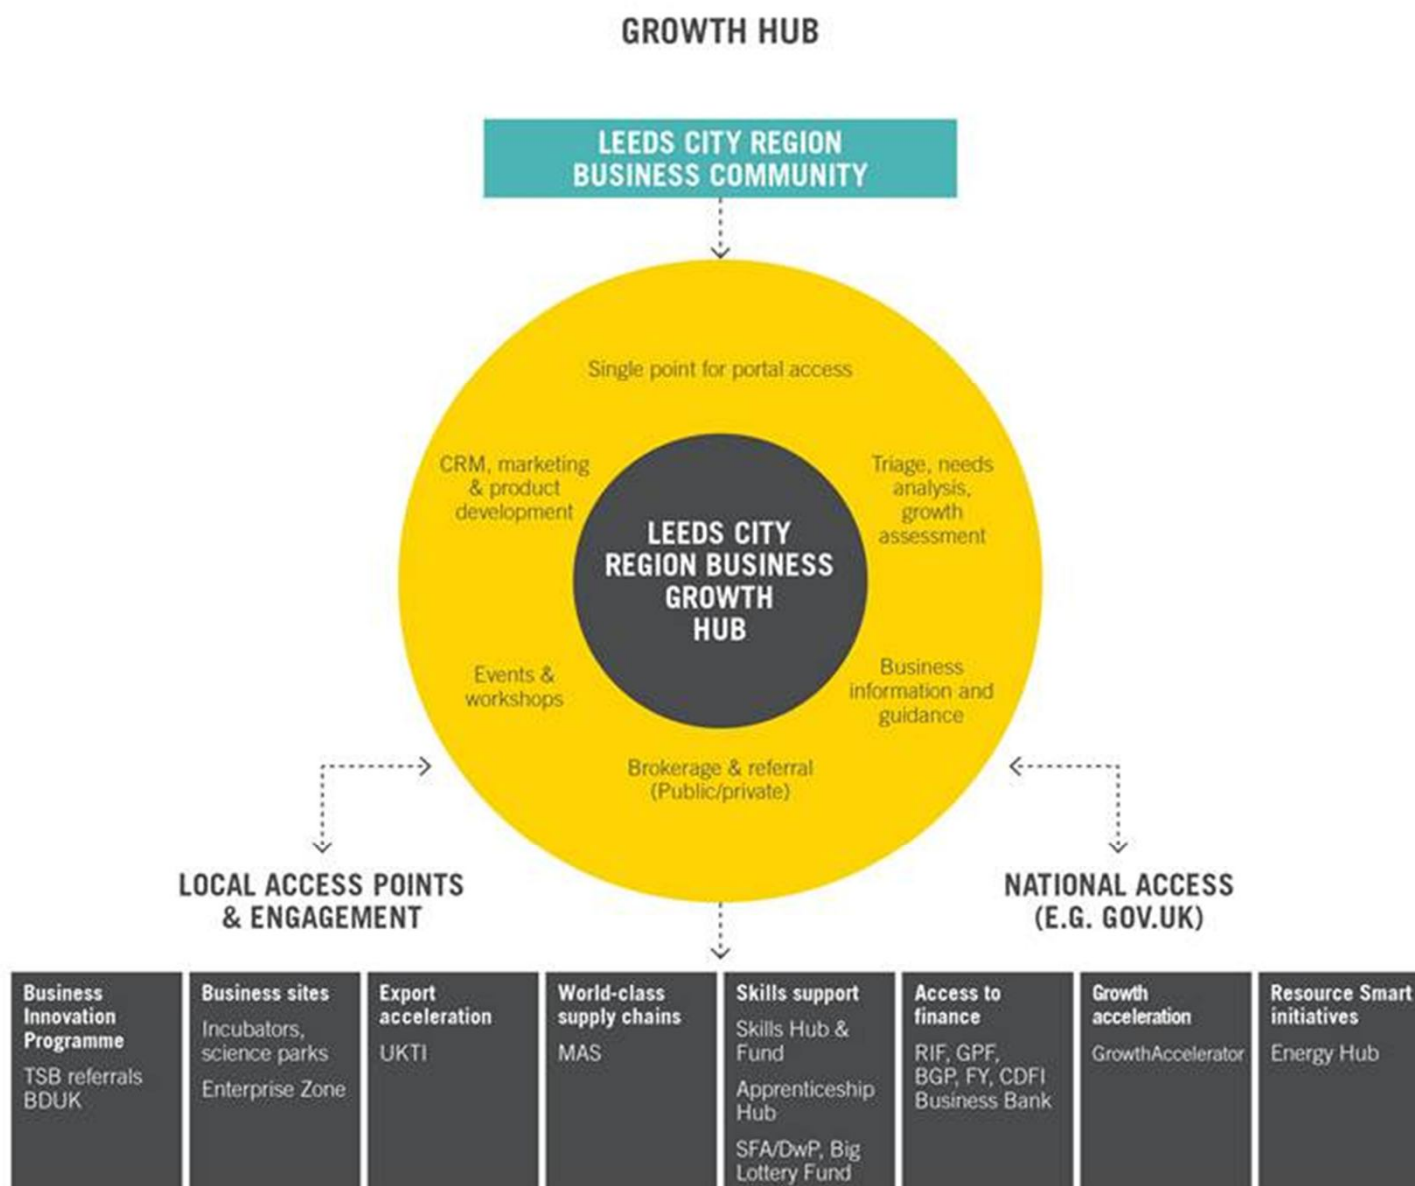 GROWTH HUB
LEEDS CITY REGION
BUSINESS COMMUNITY
Single point for portal access
CRM, marketing
& product
development
Triage, needs
analysis,
growth
assessment
LEEDS CITY
REGION BUSINESS
GROWTH
HUB
Events &
workshops
Business
information and
guidance
Brokerage & referral
(Public/private)
LOCAL ACCESS POINTS
& ENGAGEMENT
NATIONAL ACCESS
(E.G. GOV.UK)
Business
Innovation
Programme
TSB referrals
BDUK
Business sites
Incubators,
science parks
Enterprise Zone
Export
acceleration
UKTI
World-class
supply chains
MAS
Skills support
Skills Hub &
Fund
Apprenticeship
Hub
SFA/DwP, Big
Lottery Fund
Access to
finance
RIF, GPF,
BGP, FY, CDFI
Business Bank
Growth
acceleration
GrowthAccelerator
Resource Smart
initiatives
Energy Hub